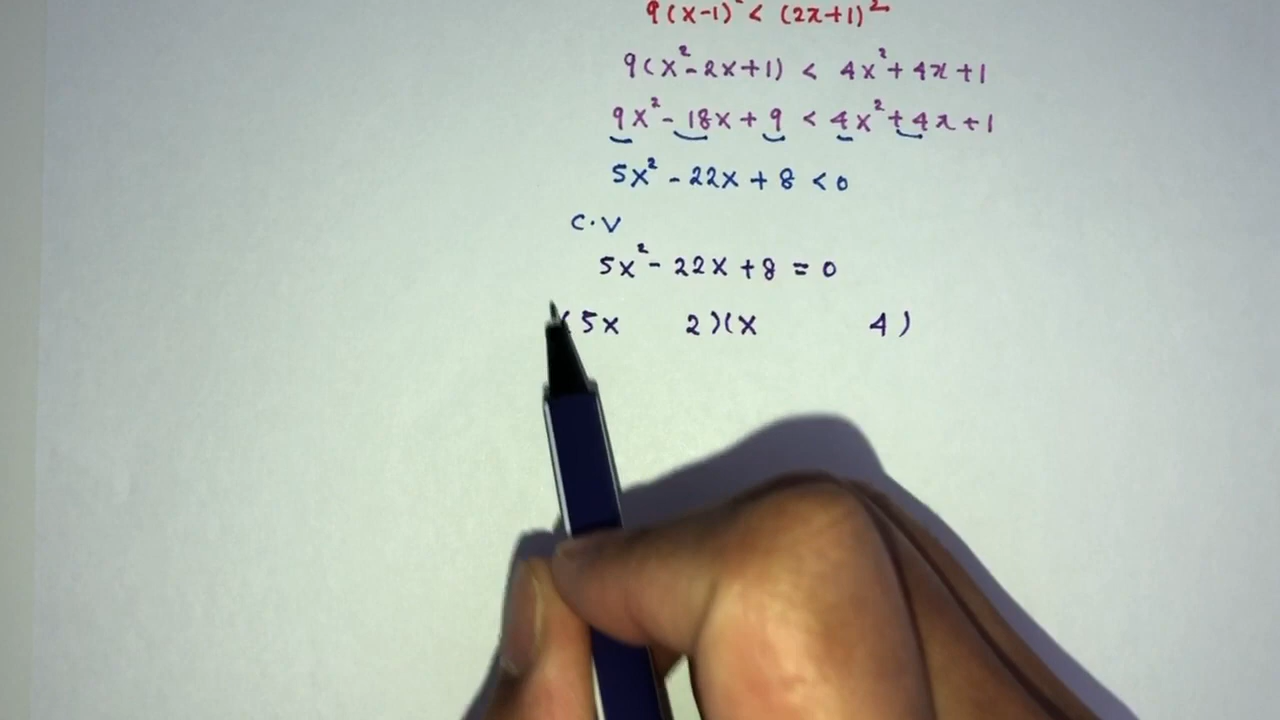 9(x-1)² < (2x+1)²
9(x²-2x+1) < 4x²+4x+1
9x²-18x+9 < 4x²+4x+1
5x²-22x+8 <0
C.V
5x²-22x+8=0
(5x 2)(x 4)